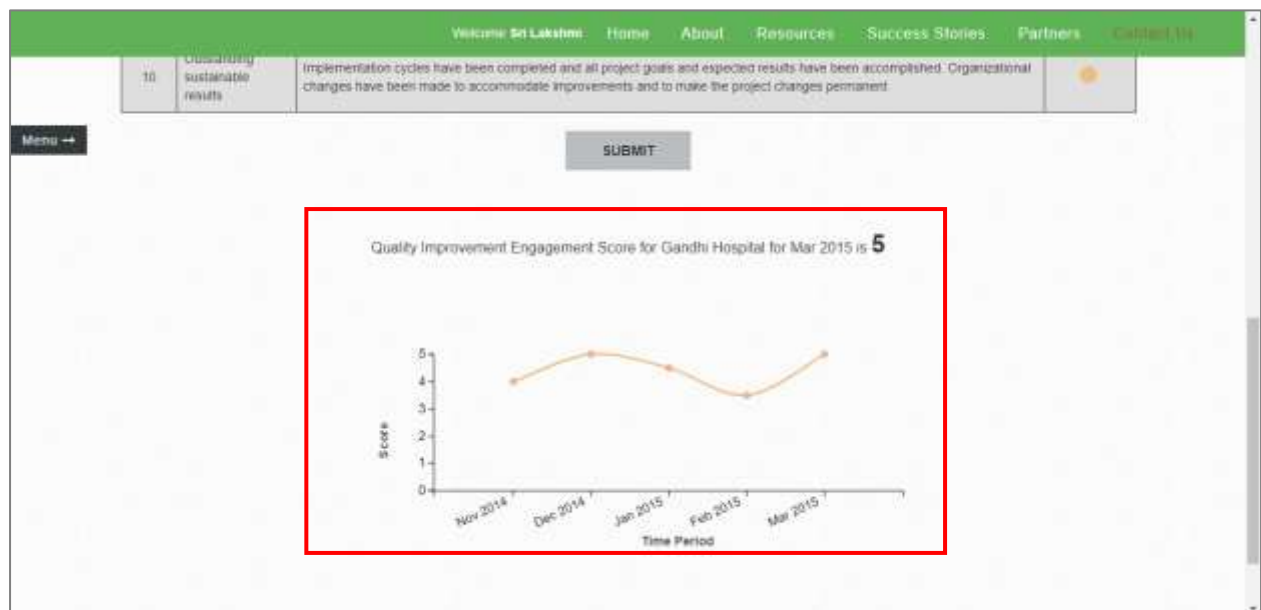 Welcome Sri Lakshmi Home About Resources Success Stories Partners Contact Us
10
Outstanding
sustainable
results
Implementation cycles have been completed and all project goals and expected results have been accomplished. Organizational
changes have been made to accommodate improvements and to make the project changes permanent
Menu →
SUBMIT
Quality Improvement Engagement Score for Gandhi Hospital for Mar 2015 is 5
5
4
3
2
1
0
Score
Nov 2014 Dec 2014 Jan 2015 Feb 2015 Mar 2015
Time Period